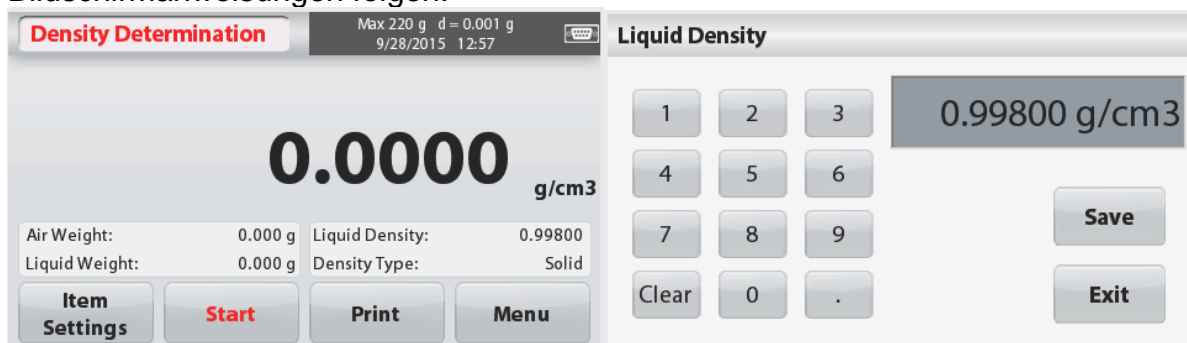 Bildschirmanweisungen folgen.
Density Determination
Max 220 g d = 0.001 g
9/28/2015 12:57
0.0000
g/cm3
Air Weight: 0.000 g Liquid Density: 0.99800
Liquid Weight: 0.000 g Density Type: Solid
Item
Settings
Start
Print
Menu
Liquid Density
0.99800 g/cm3
1 2 3
4 5 6
7 8 9
Clear 0 .
Save
Exit